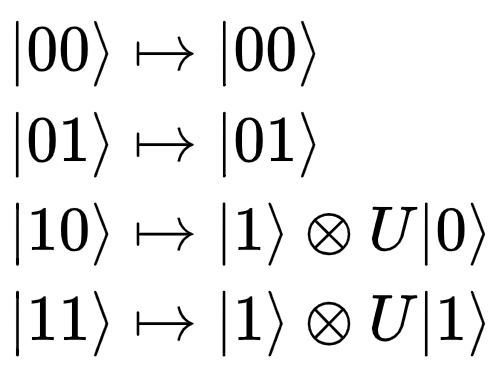 |00⟩ ↦ |00⟩
|01⟩ ↦ |01⟩
|10⟩ ↦ |1⟩ ⊗ U|0⟩
|11⟩ ↦ |1⟩ ⊗ U|1⟩